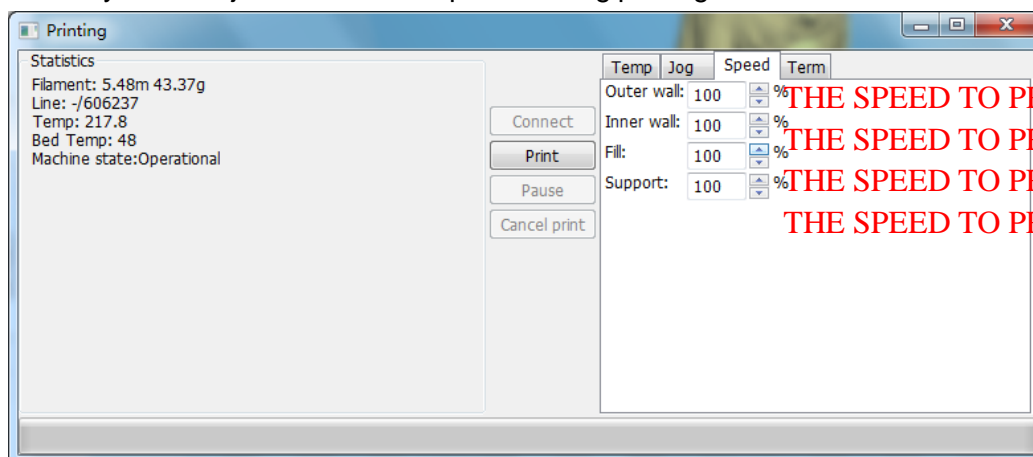 Printing
Statistics
Filament: 5.48m 43.37g
Line: -/606237
Temp: 217.8
Bed Temp: 48
Machine state:Operational
Connect
Print
Pause
Cancel print
Temp Jog Speed Term
Outer wall: 100 %
THE SPEED TO
Inner wall: 100 %
THE SPEED TO
Fill: 100 %
THE SPEED TO
Support: 100 %
THE SPEED TO